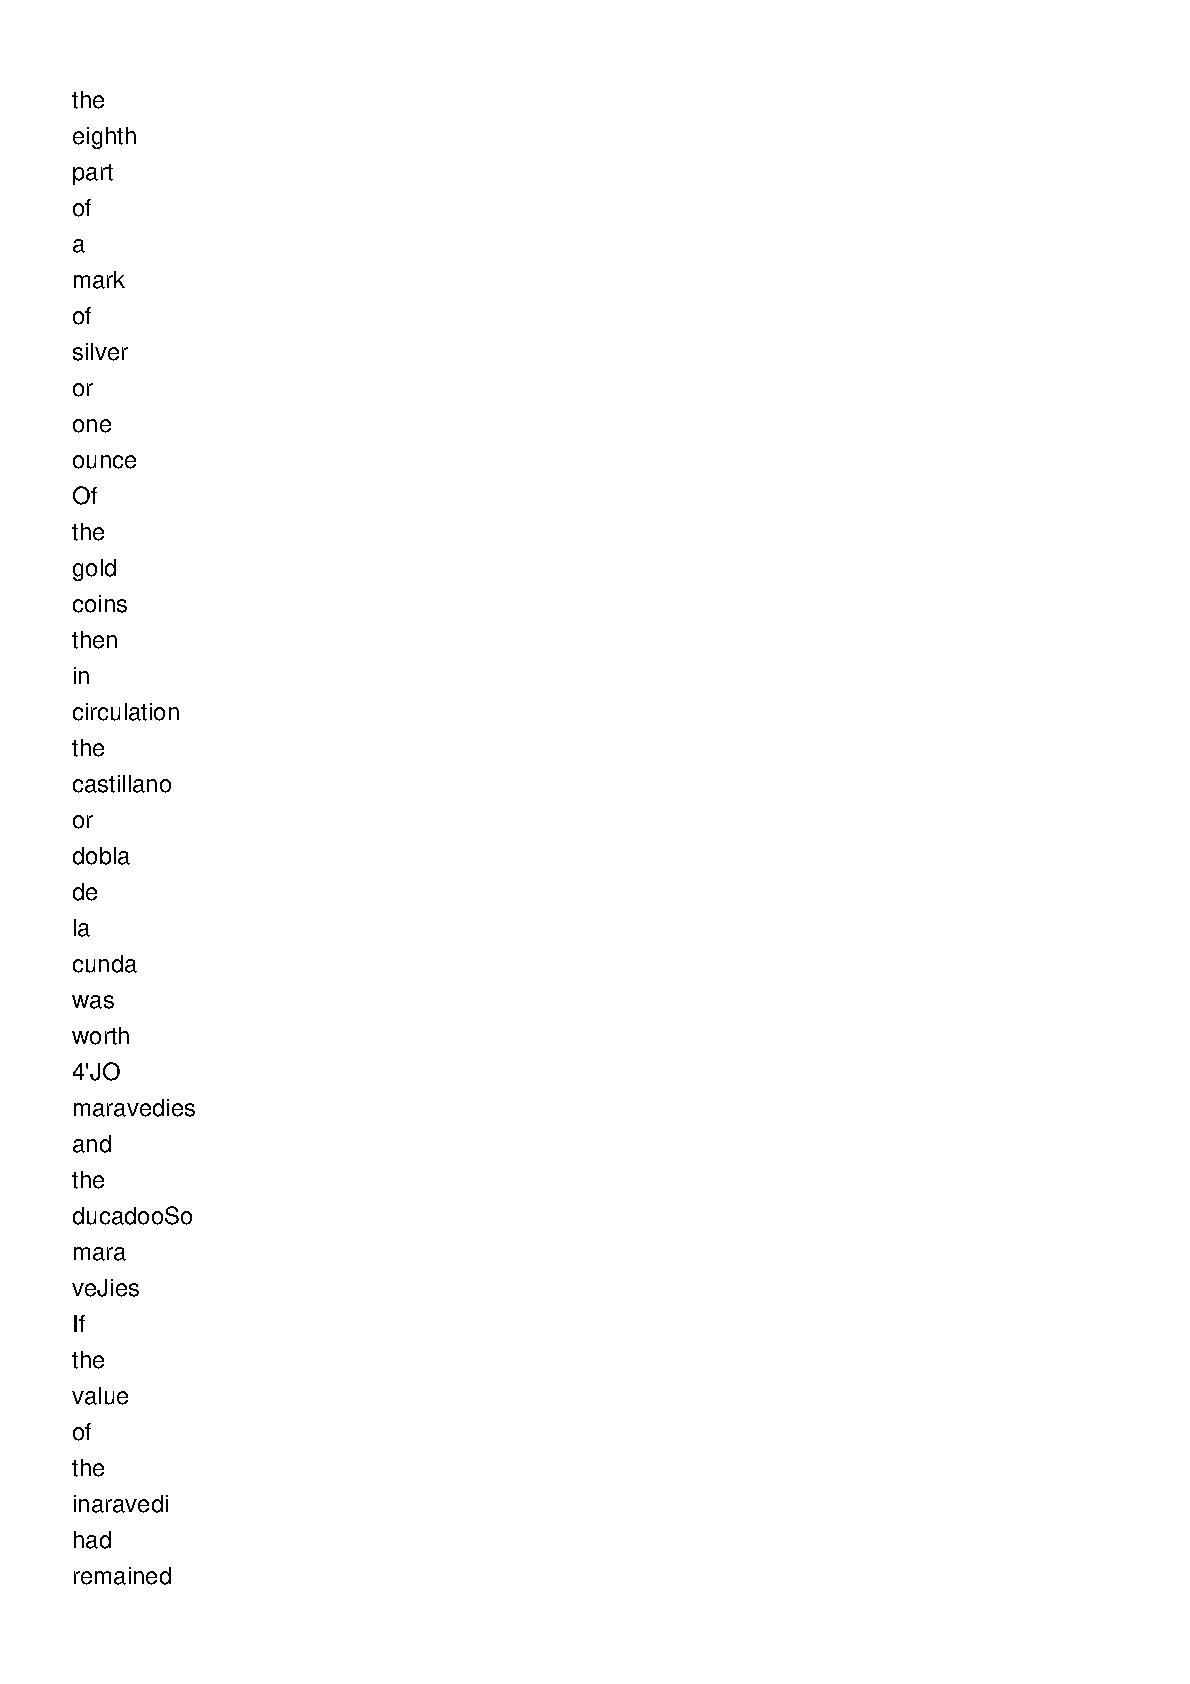 the
eighth
part
of
a
mark
of
silver
or
one
ounce
Of
the
gold
coins
then
in
circulation
the
castillano
or
dobla
de
la
cunda
was
worth
4'JO
maravedies
and
the
ducadooSo
mara
veJies
If
the
value
of
the
inaravedi
had
remained